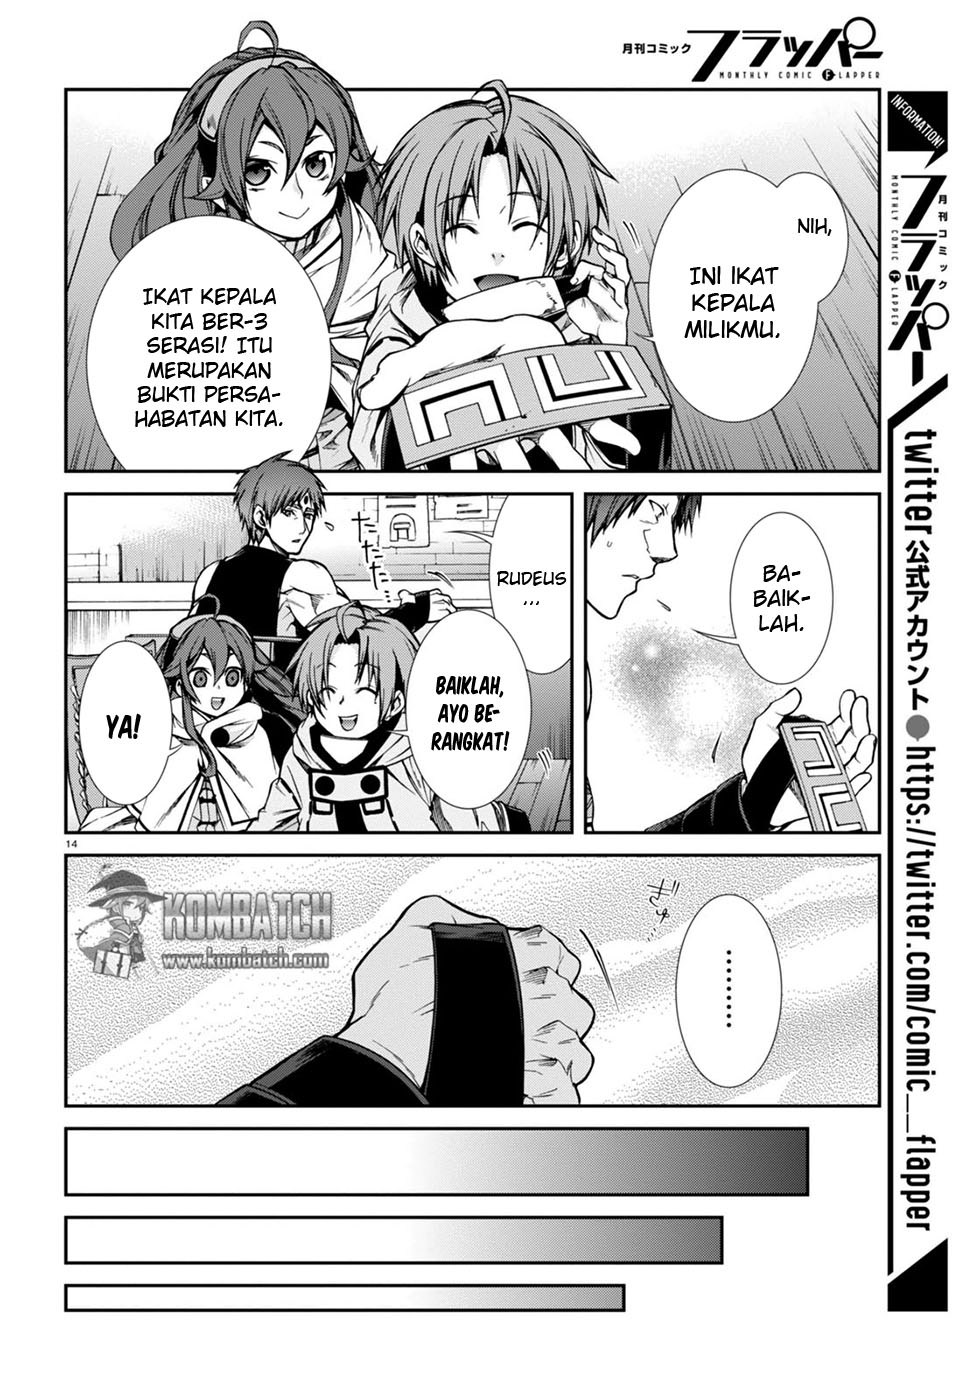 月刊コミック
フラッパー
MONTHLY COMIC FLAPPER
NIH,
INI IKAT
KEPALA
MILIKMU.
IKAT KEPALA
KITA BER-3
SERASI! ITU
MERUPAKAN
BUKTI PERSA-
HABATAN KITA.
BA-
BAIK-
LAH.
RUDEUS
...
たたたっ
BAIKLAH,
AYO BE-
RANGKAT!
YA!
14
ぎゅ
.........
KOMBATCH
www.kombatch.com
INFORMATION!
月刊コミック
フラッパー
MONTHLY COMIC FLAPPER
twitter公式アカウント●https://twitter.com/comic__flapper